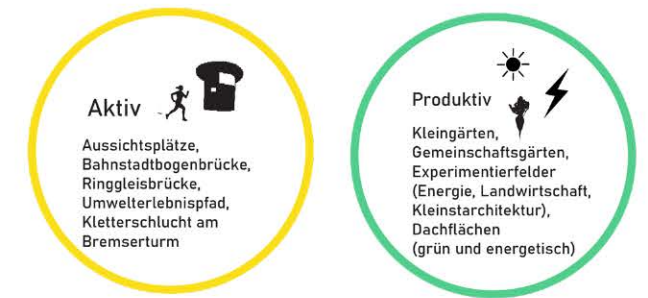 Aktiv
Aussichtsplätze,
Bahnstadtbogenbrücke,
Ringgleisbrücke,
Umwelterlebnispfad,
Kletterschlucht am
Bremserturm
Produktiv
Kleingärten,
Gemeinschaftsgärten,
Experimentierfelder
(Energie, Landwirtschaft,
Kleinstarchitektur),
Dachflächen
(grün und energetisch)